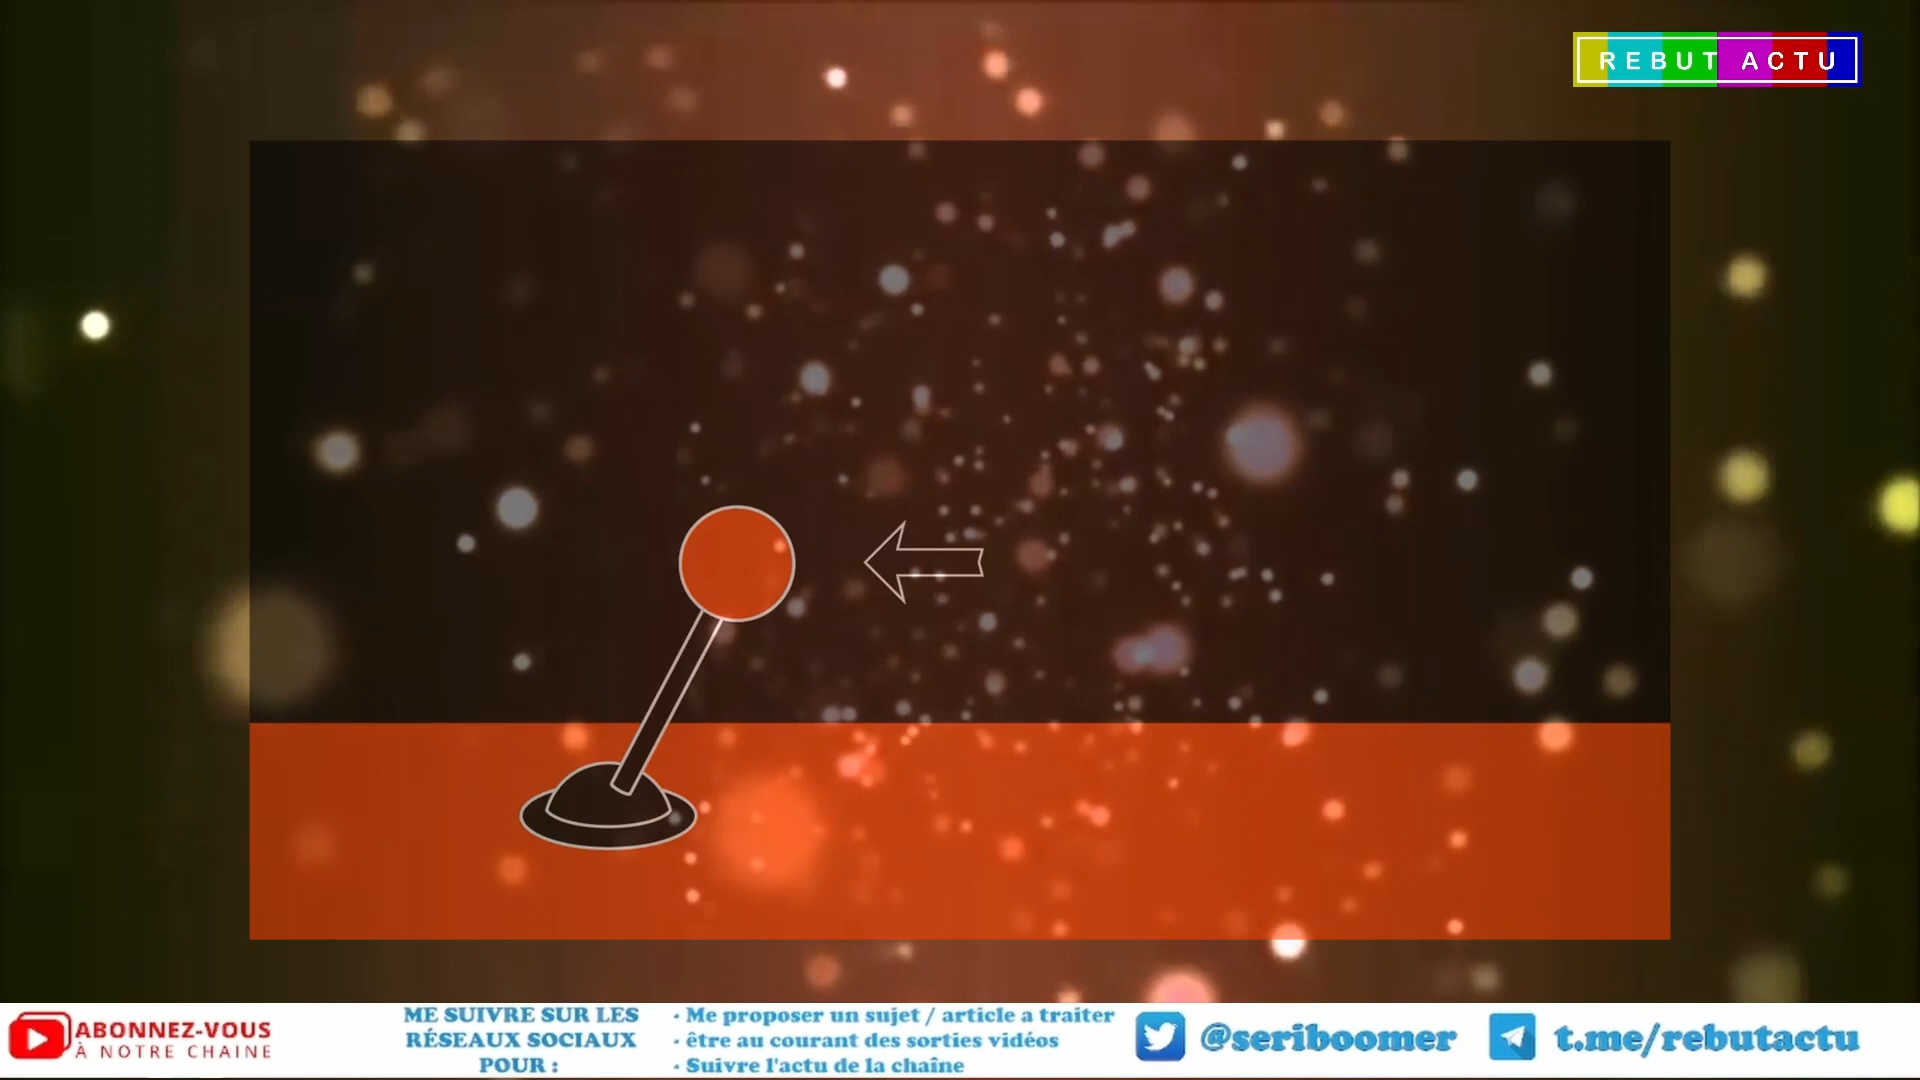 REBUT ACTU
ABONNEZ-VOUS
À NOTRE CHAINE
ME SUIVRE SUR LES
RÉSEAUX SOCIAUX
POUR :
- Me proposer un sujet / article a traiter
- être au courant des sorties vidéos
- Suivre l'actu de la chaîne
@seriboomer
t.me/rebutactu